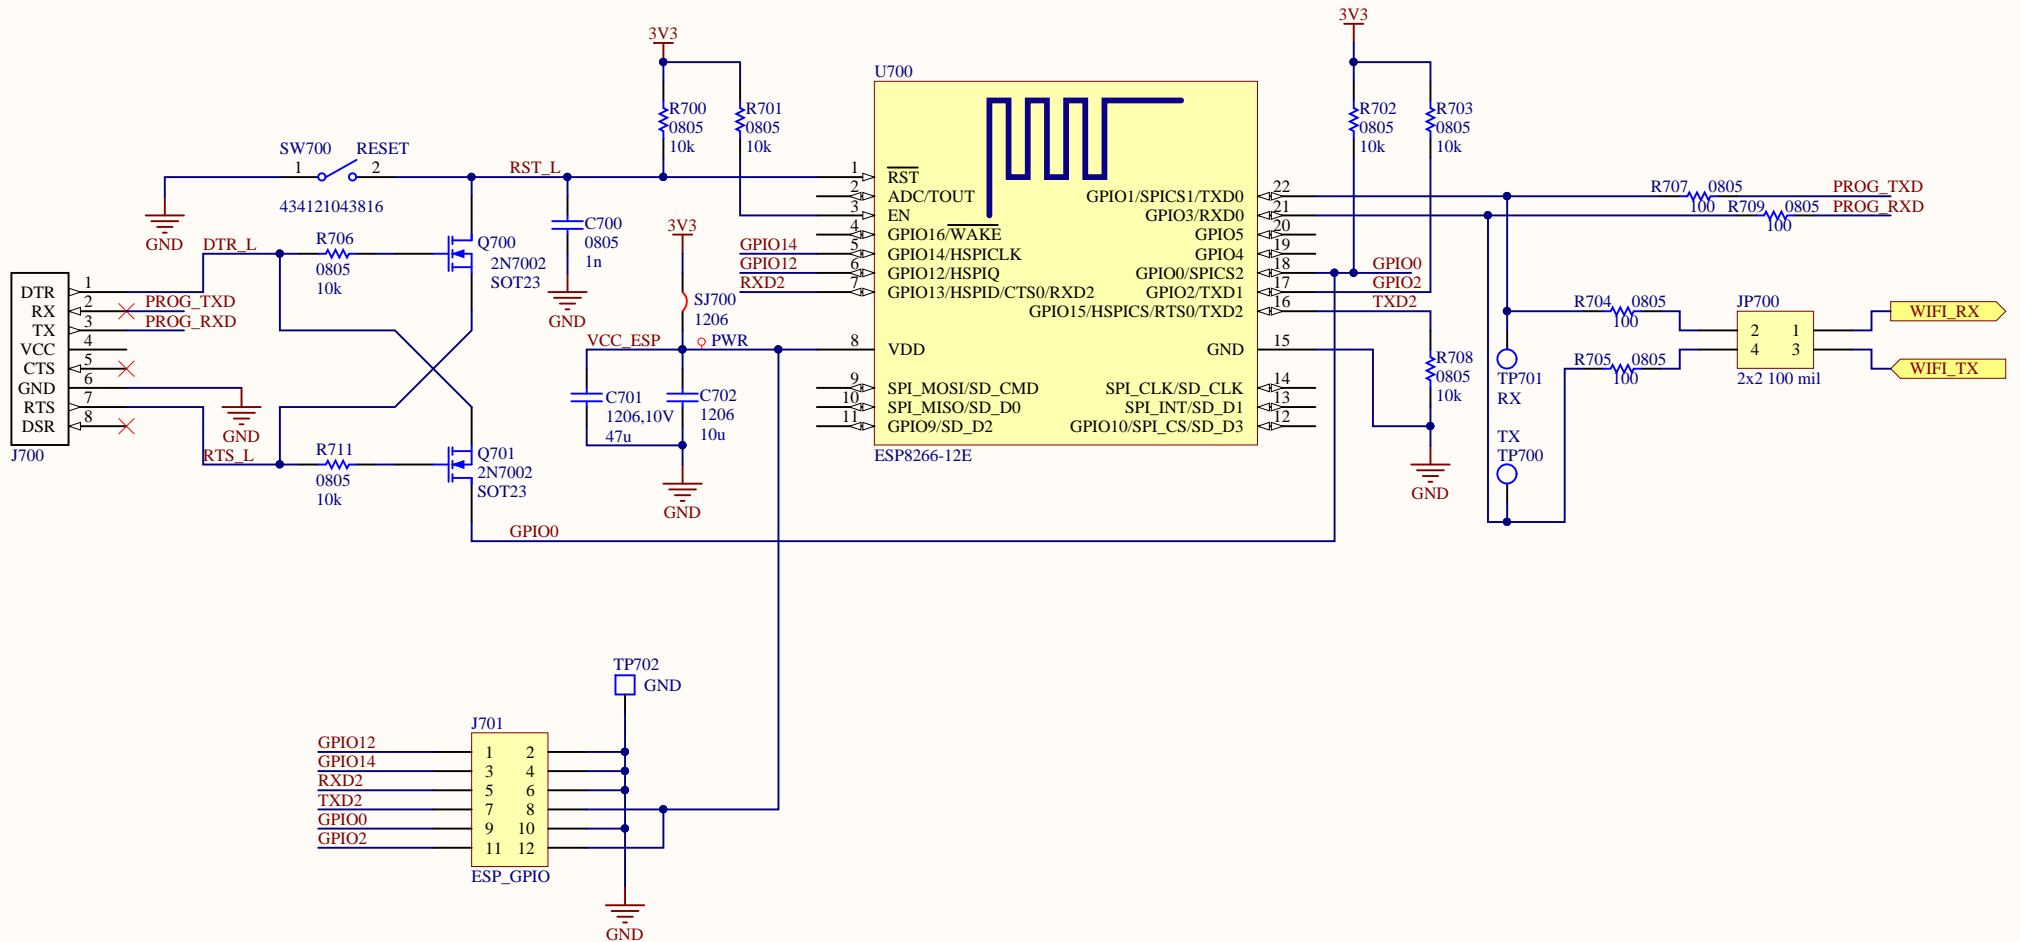 3V3
R700
0805
10k
R701
0805
10k
SW700
RESET
1
2
434121043816
GND
RST_L
C700
0805
1n
GND
DTR_L
R706
0805
10k
Q700
2N7002
SOT23
J700
DTR
RX
TX
VCC
CTS
GND
RTS
DSR
1
2
3
4
5
6
7
8
PROG_TXD
PROG_RXD
GND
RTS_L
R711
0805
10k
Q701
2N7002
SOT23
GPIO0
3V3
SJ700
1206
VCC_ESP
PWR
C701
1206,10V
47u
C702
1206
10u
GND
GPIO14
GPIO12
RXD2
U700
1
RST
2
ADC/TOUT
3
EN
4
GPIO16/WAKE
5
GPIO14/HSPICLK
6
GPIO12/HSPIQ
7
GPIO13/HSPID/CTS0/RXD2
8
VDD
9
SPI_MOSI/SD_CMD
10
SPI_MISO/SD_D0
11
GPIO9/SD_D2
GPIO1/SPICS1/TXD0
22
GPIO3/RXD0
21
GPIO5
20
GPIO4
19
GPIO0/SPICS2
18
GPIO2/TXD1
17
GPIO15/HSPICS/RTS0/TXD2
16
GND
15
SPI_CLK/SD_CLK
14
SPI_INT/SD_D1
13
GPIO10/SPI_CS/SD_D3
12
ESP8266-12E
3V3
R702
0805
10k
R703
0805
10k
GPIO0
GPIO2
TXD2
R708
0805
10k
GND
R707
0805
100
PROG_TXD
R709
0805
100
PROG_RXD
R704
0805
100
R705
0805
100
TP701
RX
TX
TP700
JP700
2
1
4
3
2x2 100 mil
WIFI_RX
WIFI_TX
TP702
GND
J701
GPIO12
GPIO14
RXD2
TXD2
GPIO0
GPIO2
1 2
3 4
5 6
7 8
9 10
11 12
ESP_GPIO
GND